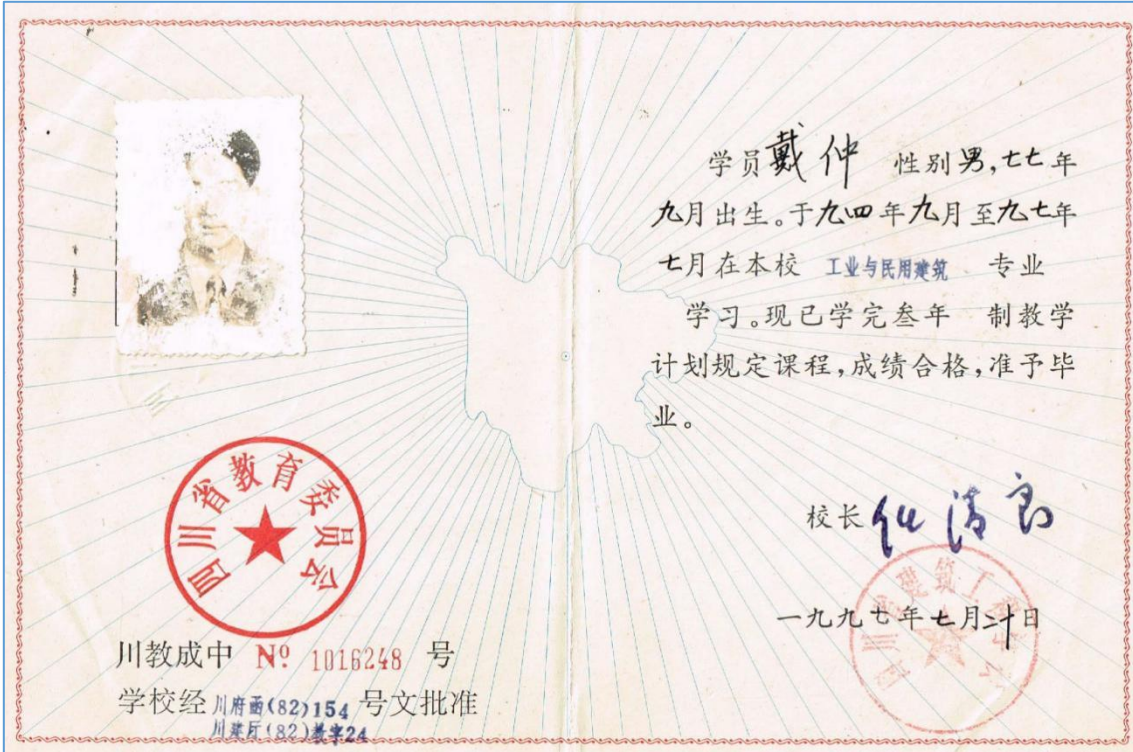 学员戴仲 性别男,七七年
九月出生。于九四年九月至九七年
七月在本校 工业与民用建筑 专业
学习。现已学完叁年 制教学
计划规定课程,成绩合格,准予毕
业。
校长
一九九七年七月二十日
四川省教育委员会
川教成中 № 1016248 号
学校经 川府函(82)154 号文批准
川建厅(82)教字24